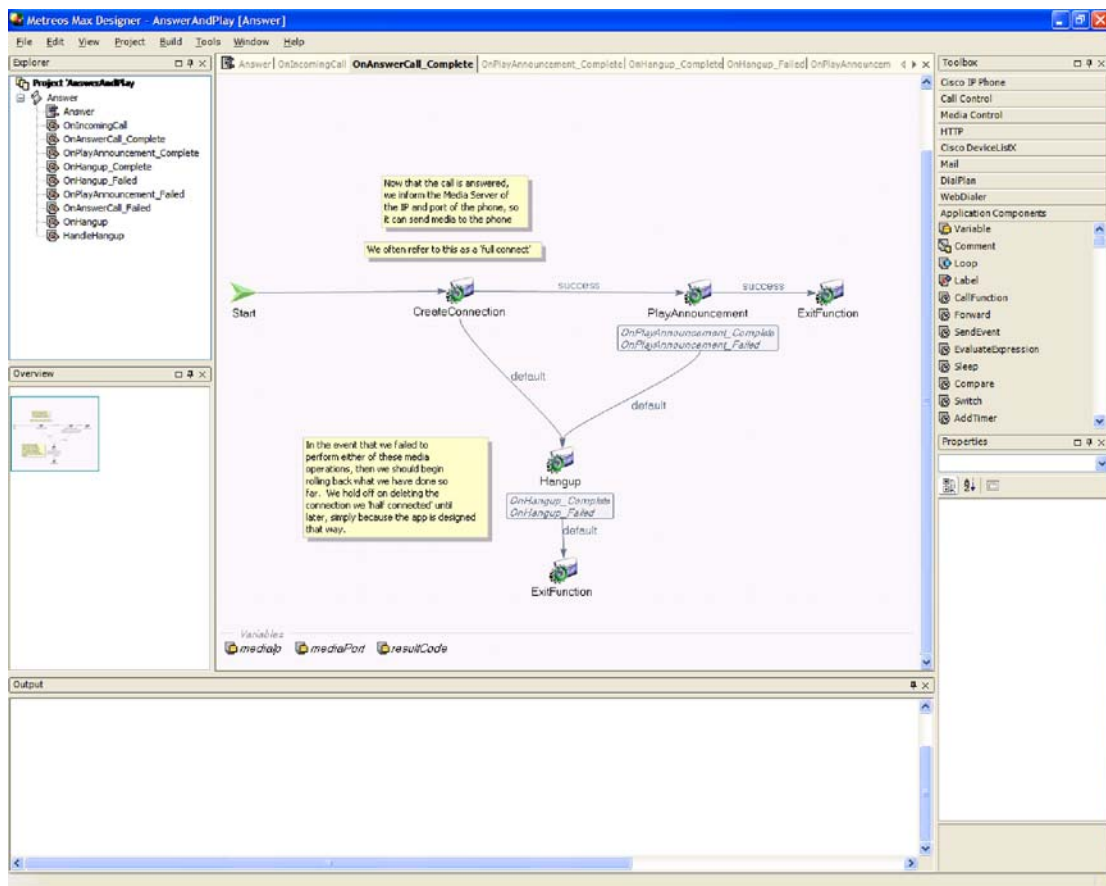 Metreos Max Designer - AnswerAndPlay [Answer]
File Edit View Project Build Tools Window Help
Explorer
Project 'AnswerAndPlay'
Answer
Answer
OnIncomingCall
OnAnswerCall_Complete
OnPlayAnnouncement_Complete
OnHangup_Complete
OnHangup_Failed
OnPlayAnnouncement_Failed
OnAnswerCall_Failed
OnHangup
HandleHangup
Overview
Answer OnIncomingCall OnAnswerCall_Complete OnPlayAnnouncement_Complete OnHangup_Complete OnHangup_Failed OnPlayAnnouncem
Now that the call is answered,
we inform the Media Server of
the IP and port of the phone, so
it can send media to the phone
We often refer to this as a 'full connect'
Start
CreateConnection
success
PlayAnnouncement
OnPlayAnnouncement_Complete
OnPlayAnnouncement_Failed
success
ExitFunction
default
default
In the event that we failed to
perform either of these media
operations, then we should begin
rolling back what we have done so
far. We hold off on deleting the
connection we 'half connected' until
later, simply because the app is designed
that way.
Hangup
OnHangup_Complete
OnHangup_Failed
default
ExitFunction
Variables
mediaIp mediaPort resultCode
Toolbox
Cisco IP Phone
Call Control
Media Control
HTTP
Cisco DeviceListX
Mail
DialPlan
WebDialer
Application Components
Variable
Comment
Loop
Label
CallFunction
Forward
SendEvent
EvaluateExpression
Sleep
Compare
Switch
AddTimer
Properties
Output